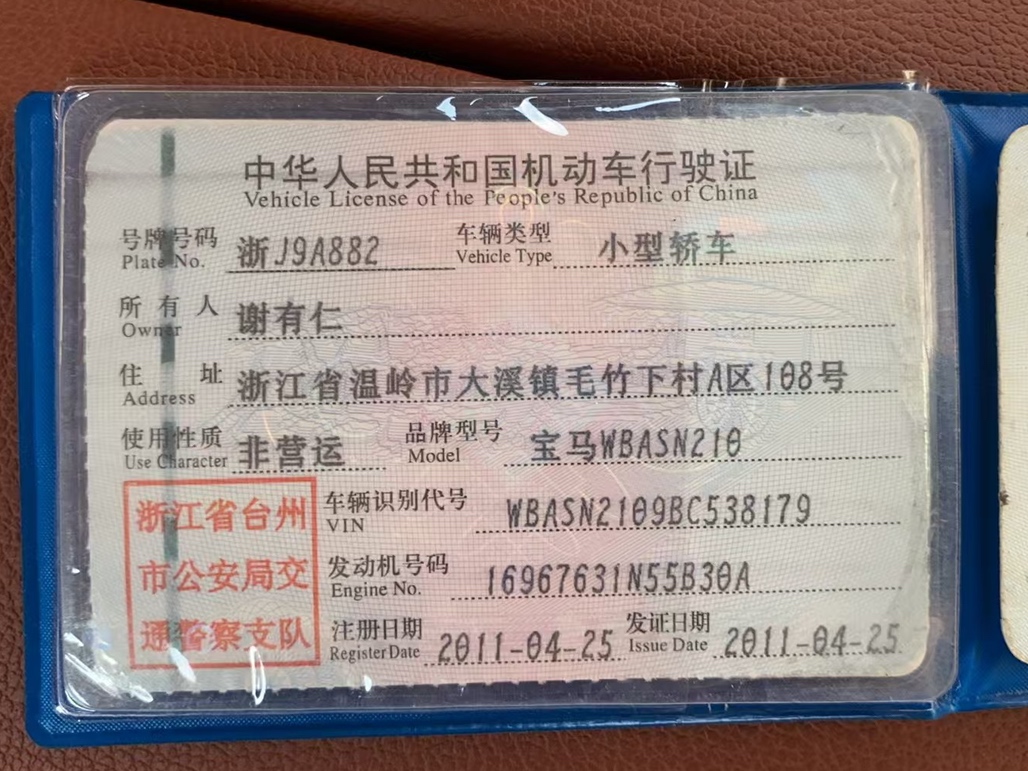 中华人民共和国机动车行驶证
Vehicle License of the People's Republic of China
号牌号码 浙J9A882 车辆类型 小型轿车
Plate No. Vehicle Type
所有人 谢有仁
Owner
住址 浙江省温岭市大溪镇毛竹下村A区108号
Address
使用性质 非营运 品牌型号 宝马WBASN210
Use Character Model
浙江省台州
市公安局交
通警察支队
车辆识别代号 WBASN2109BC538179
VIN
发动机号码 16967631N55B30A
Engine No.
注册日期 2011-04-25 发证日期 2011-04-25
Register Date Issue Date